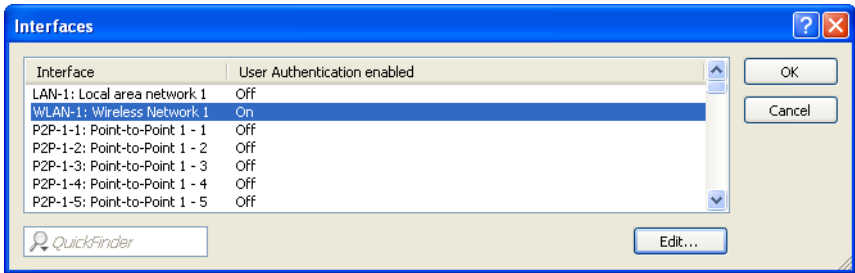 Interfaces
Interface User Authentication enabled
LAN-1: Local area network 1 Off
WLAN-1: Wireless Network 1 On
P2P-1-1: Point-to-Point 1 - 1 Off
P2P-1-2: Point-to-Point 1 - 2 Off
P2P-1-3: Point-to-Point 1 - 3 Off
P2P-1-4: Point-to-Point 1 - 4 Off
P2P-1-5: Point-to-Point 1 - 5 Off
OK
Cancel
QuickFinder
Edit...